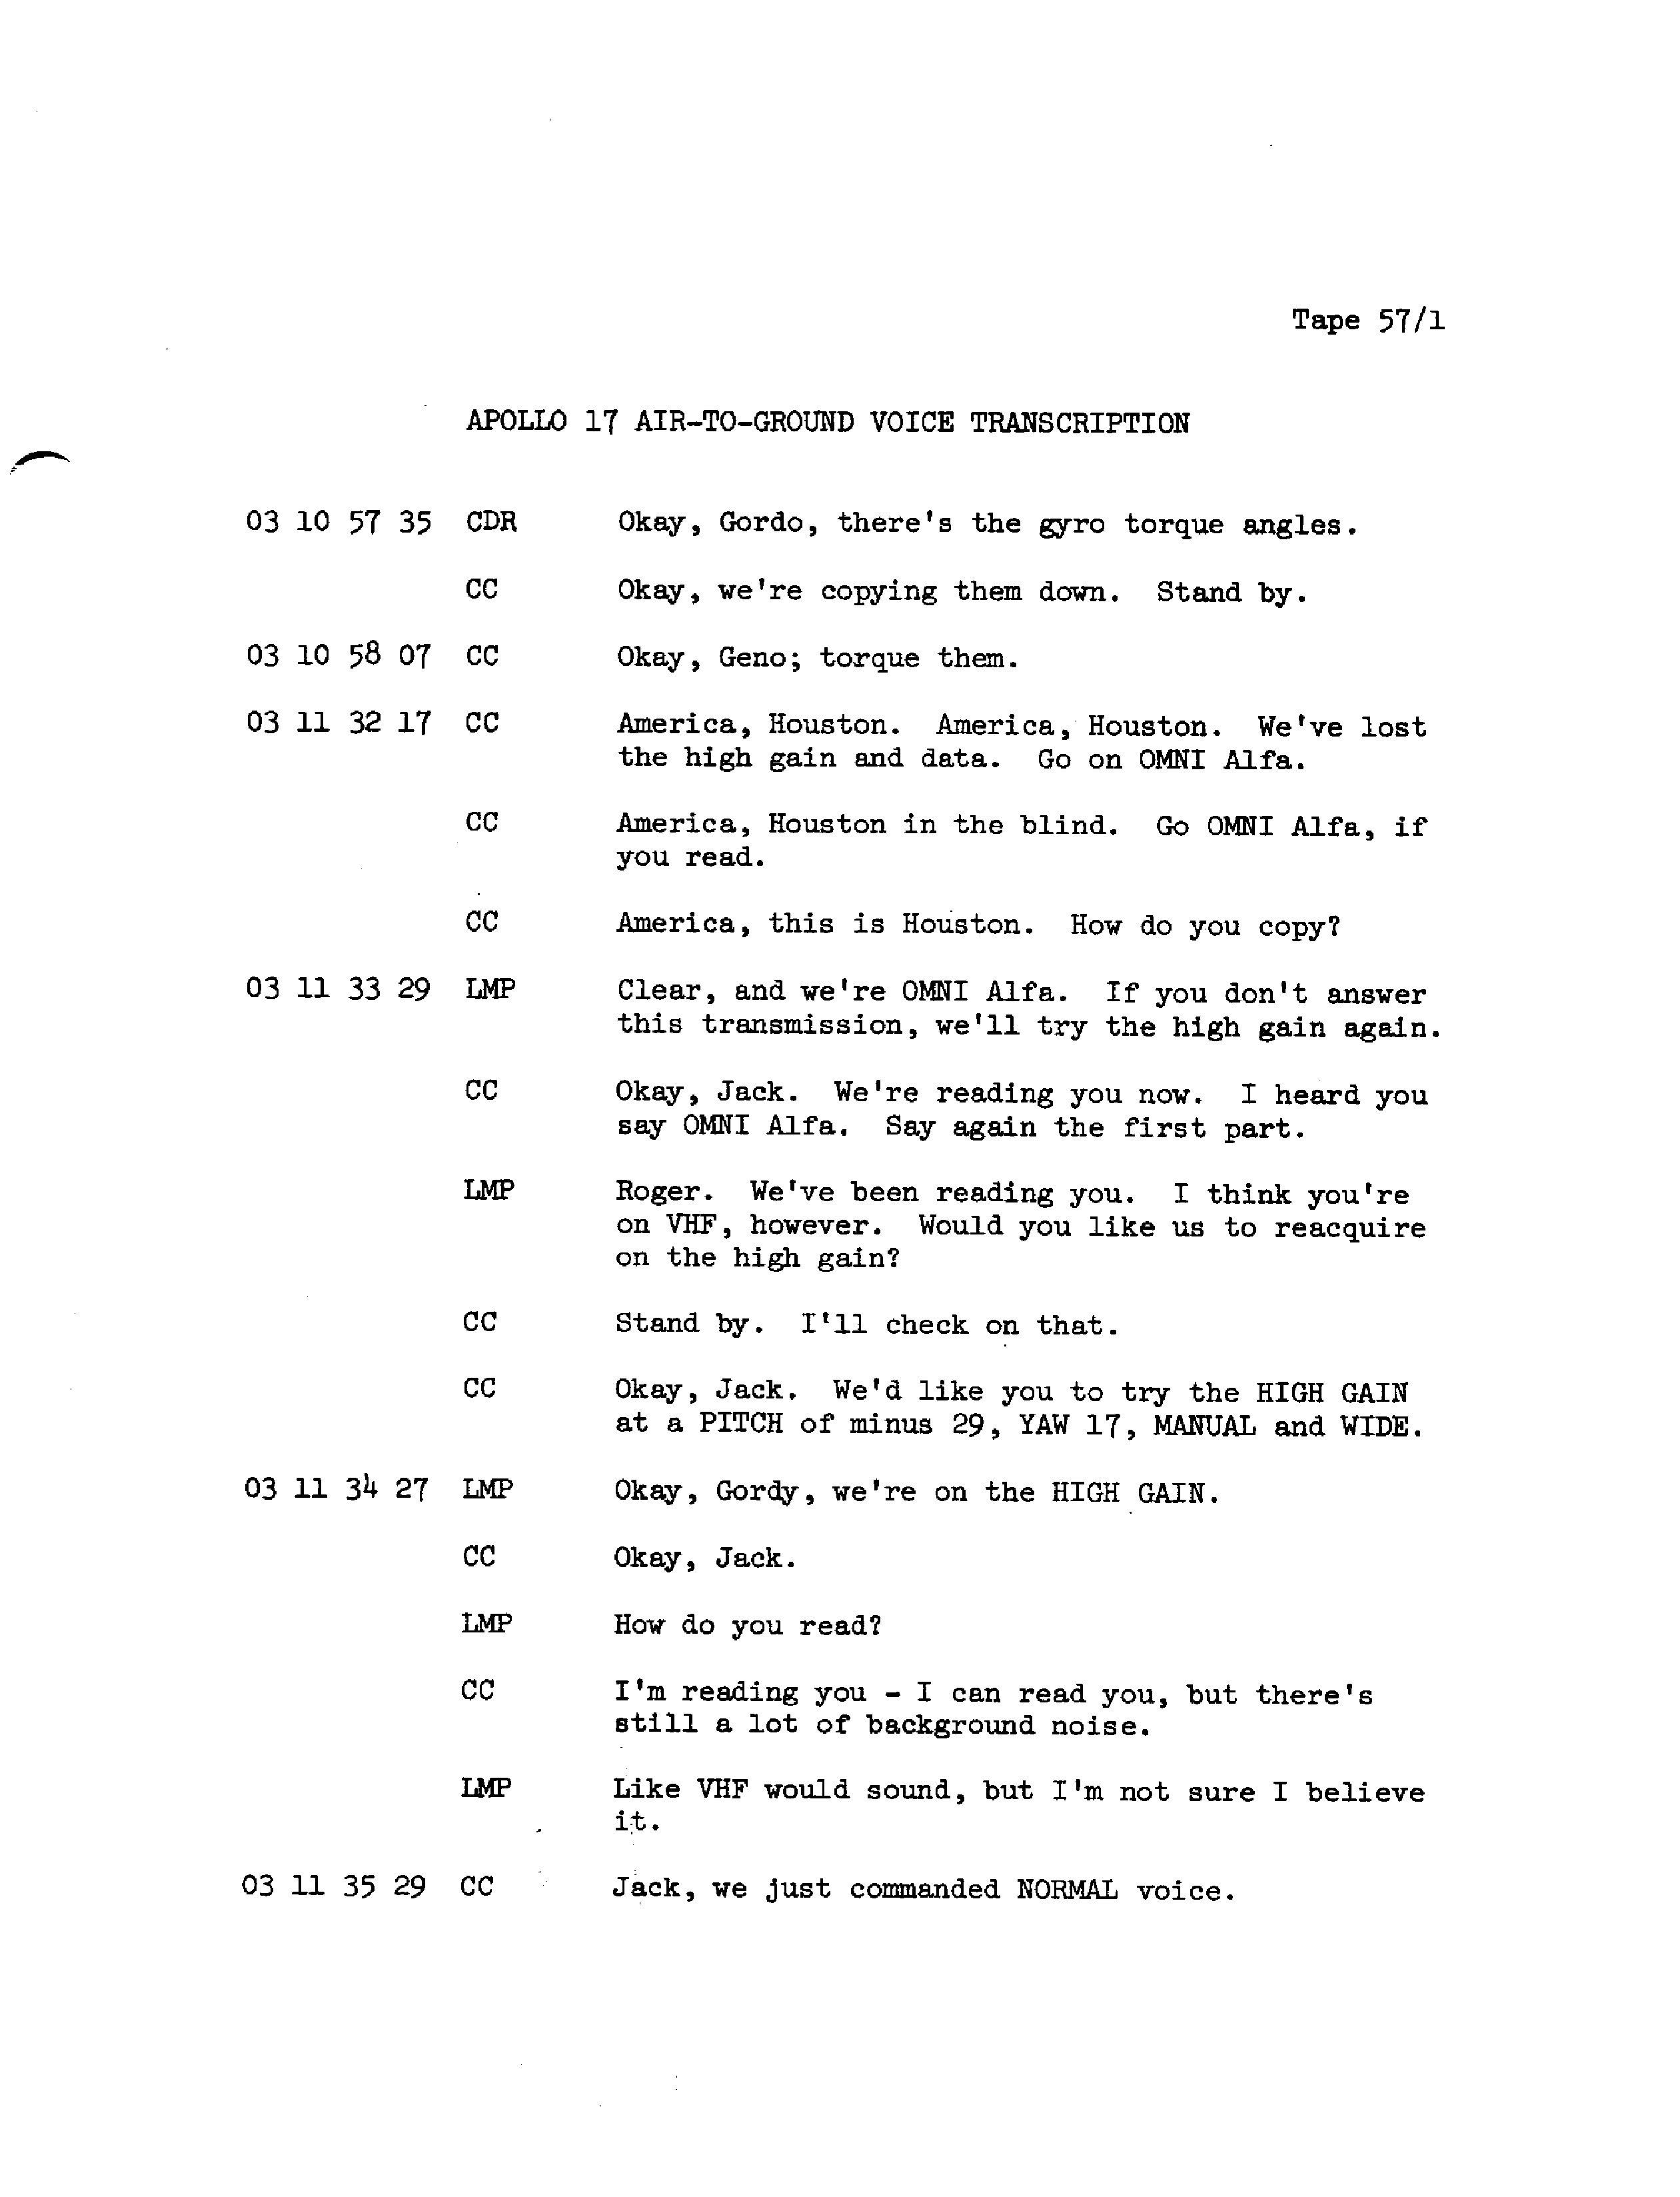 Tape 57/1
APOLLO 17 AIR-TO-GROUND VOICE TRANSCRIPTION
03 10 57 35 CDR Okay, Gordo, there's the gyro torque angles.
CC Okay, we're copying them down. Stand by.
03 10 58 07 CC Okay, Geno; torque them.
03 11 32 17 CC America, Houston. America, Houston. We've lost
the high gain and data. Go on OMNI Alfa.
CC America, Houston in the blind. Go OMNI Alfa, if
you read.
CC America, this is Houston. How do you copy?
03 11 33 29 LMP Clear, and we're OMNI Alfa. If you don't answer
this transmission, we'll try the high gain again.
CC Okay, Jack. We're reading you now. I heard you
say OMNI Alfa. Say again the first part.
LMP Roger. We've been reading you. I think you're
on VHF, however. Would you like us to reacquire
on the high gain?
CC Stand by. I'll check on that.
CC Okay, Jack. We'd like you to try the HIGH GAIN
at a PITCH of minus 29, YAW 17, MANUAL and WIDE.
03 11 34 27 LMP Okay, Gordy, we're on the HIGH GAIN.
CC Okay, Jack.
LMP How do you read?
CC I'm reading you - I can read you, but there's
still a lot of background noise.
LMP Like VHF would sound, but I'm not sure I believe
it.
03 11 35 29 CC Jack, we just commanded NORMAL voice.